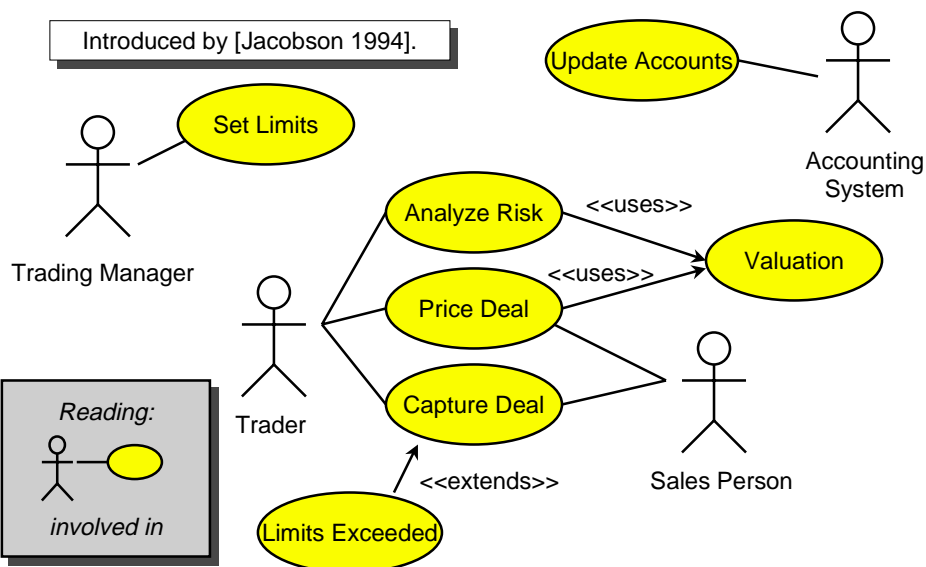 Introduced by [Jacobson 1994].
Update Accounts
Set Limits
Accounting
System
Analyze Risk
<<uses>>
Trading Manager
Valuation
<<uses>>
Price Deal
Reading:
Trader
Capture Deal
<<extends>>
Sales Person
involved in
Limits Exceeded